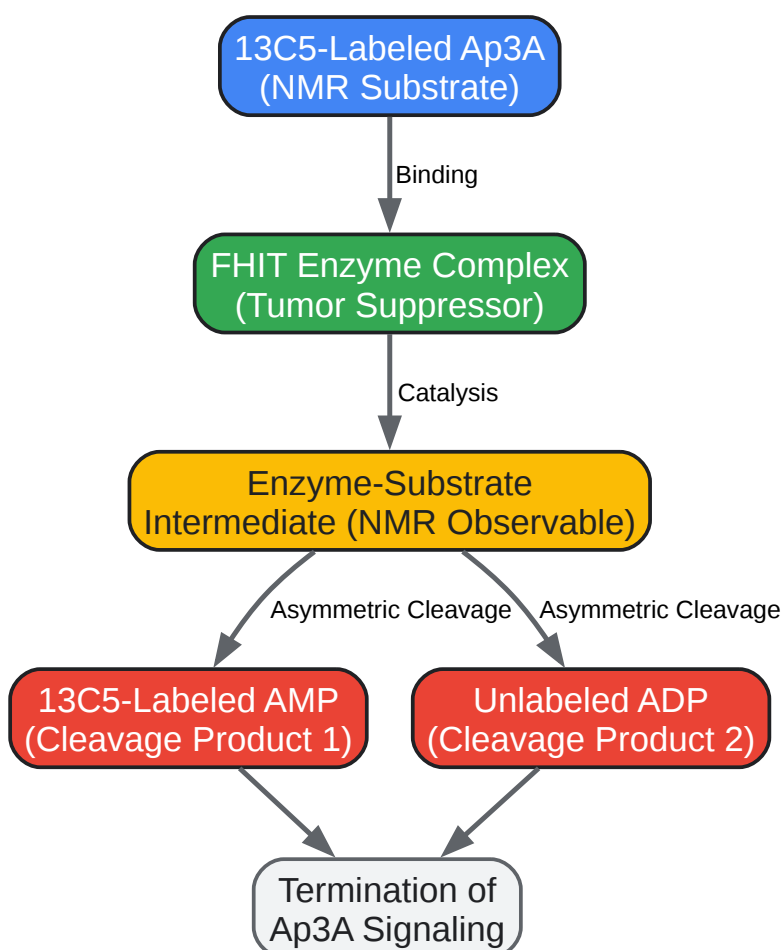 13C5-Labeled Ap3A
(NMR Substrate)
Binding
FHIT Enzyme Complex
(Tumor Suppressor)
Catalysis
Enzyme-Substrate
Intermediate (NMR Observable)
Asymmetric Cleavage
Asymmetric Cleavage
13C5-Labeled AMP
(Cleavage Product 1)
Unlabeled ADP
(Cleavage Product 2)
Termination of
Ap3A Signaling